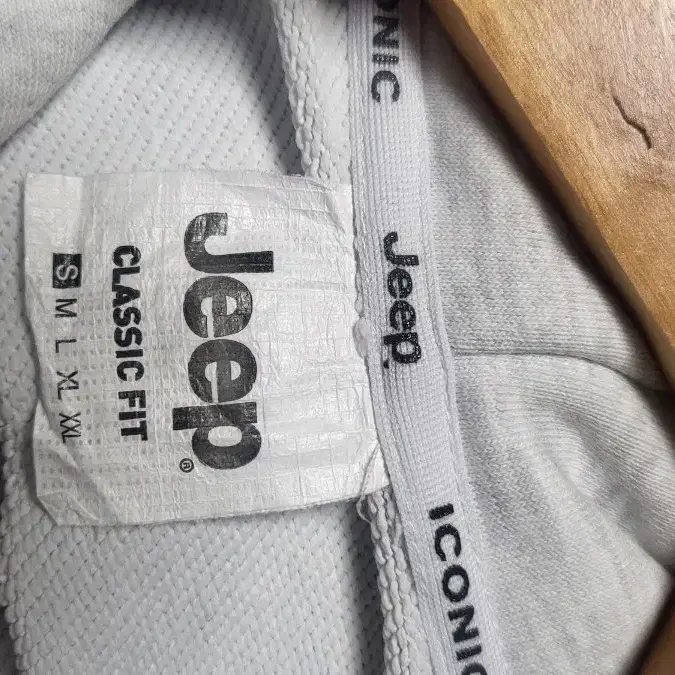 Jeep®
CLASSIC FIT
S M L XL XXL
ONIC
Jeep®
ICONIC